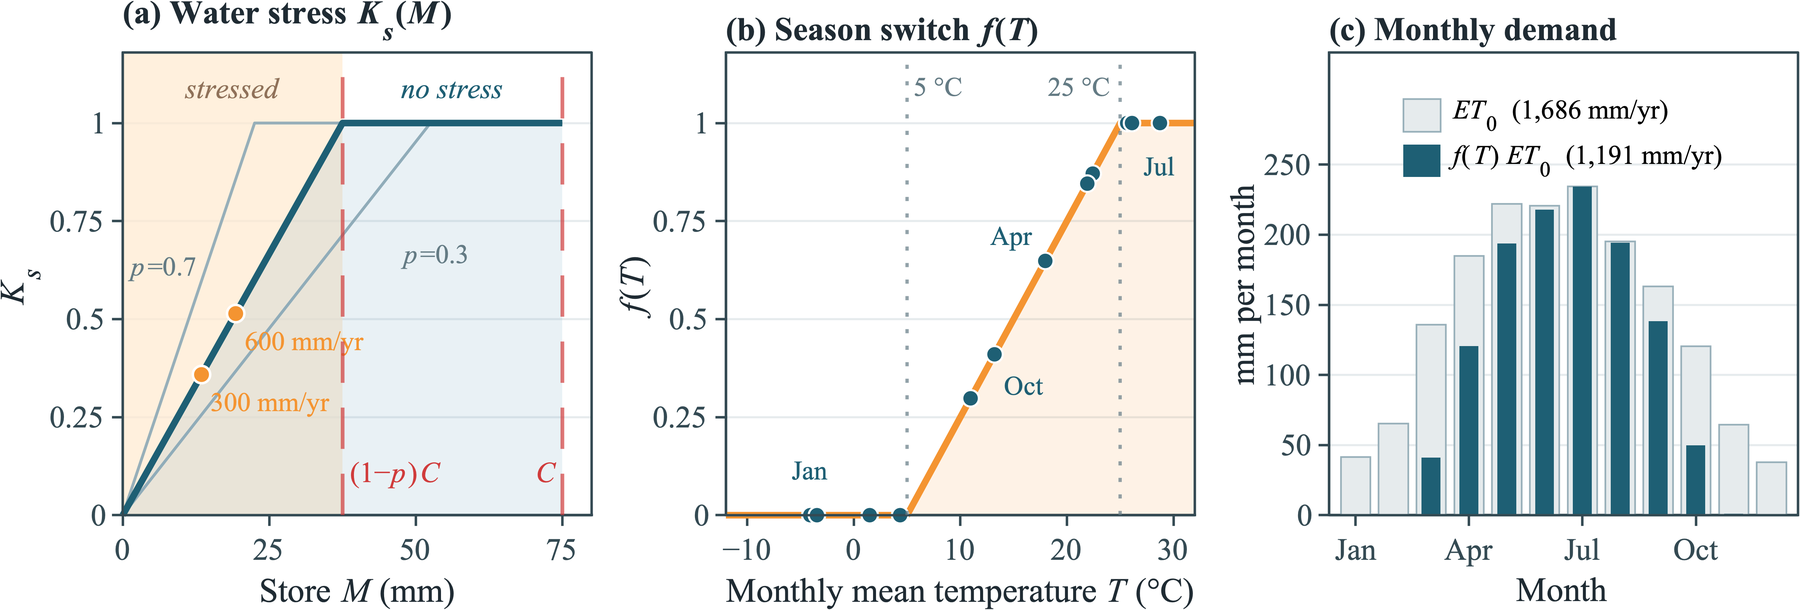 (a) Water stress Ks(M)
stressed
no stress
p=0.7
p=0.3
600 mm/yr
300 mm/yr
(1−p)C
C
1
0.75
0.5
0.25
0
Ks
0
25
50
75
Store M (mm)
(b) Season switch f(T)
5 °C
25 °C
Jul
Apr
Oct
Jan
1
0.75
0.5
0.25
0
f(T)
−10
0
10
20
30
Monthly mean temperature T (°C)
(c) Monthly demand
ET0 (1,686 mm/yr)
f(T) ET0 (1,191 mm/yr)
250
200
150
100
50
0
mm per month
Jan
Apr
Jul
Oct
Month